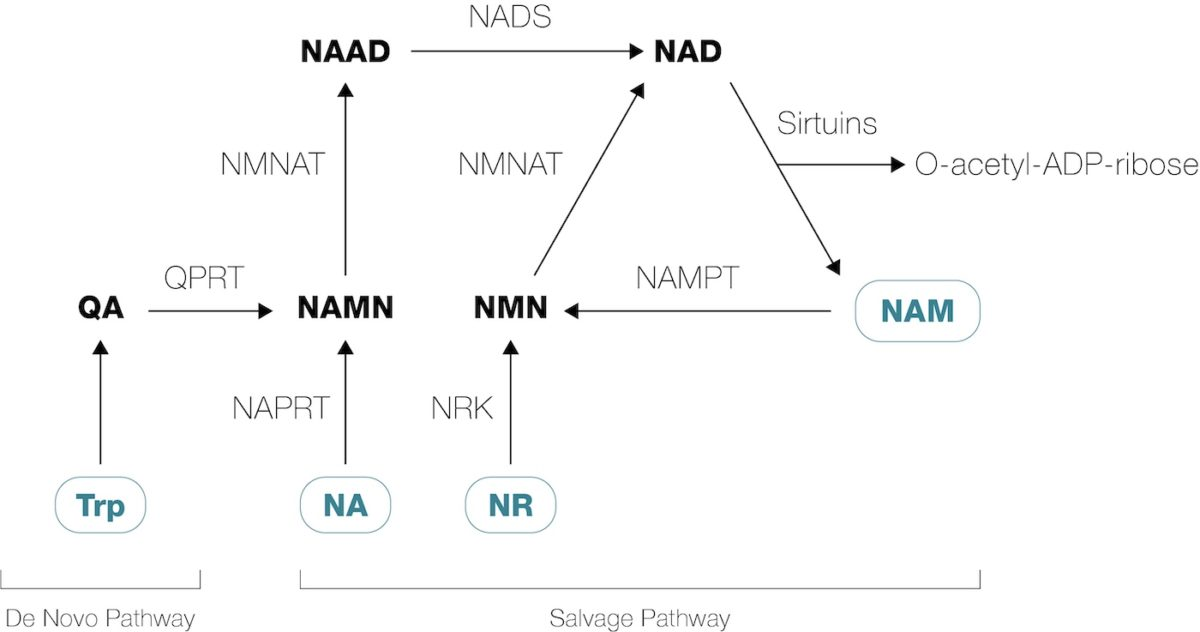 NADS
NAAD
NAD
Sirtuins
NMNAT
NMNAT
O-acetyl-ADP-ribose
QPRT
NAMPT
QA
NAMN
NMN
NAM
NAPRT
NRK
Trp
NA
NR
De Novo Pathway
Salvage Pathway